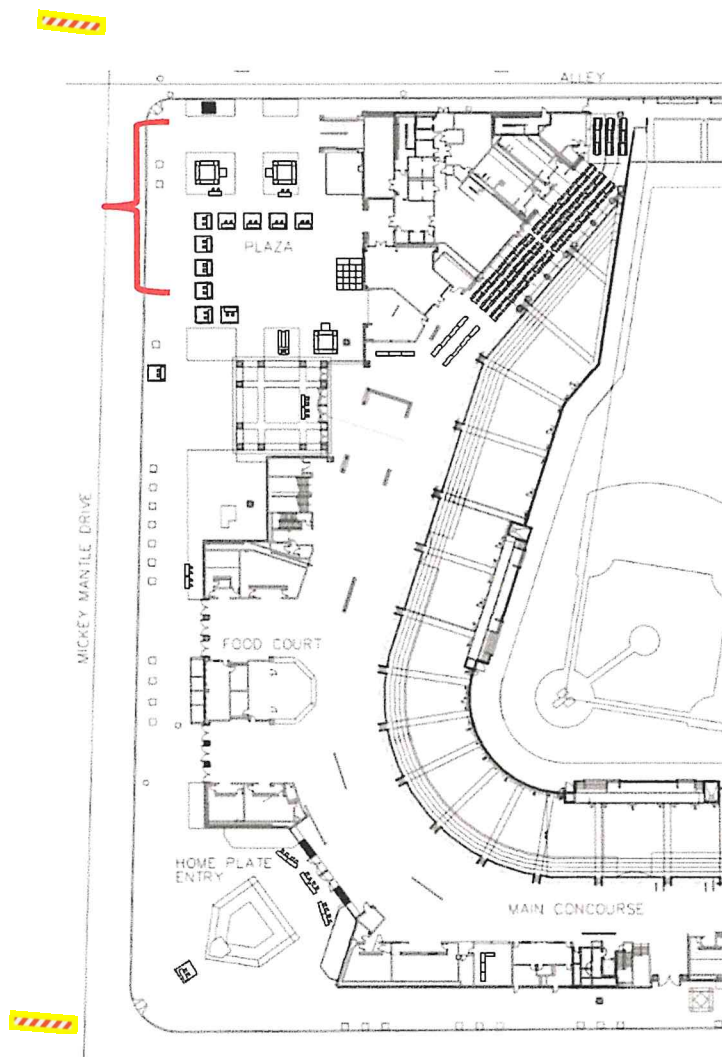 ALLEY
PLAZA
MICKEY MANTLE DRIVE
FOOD COURT
HOME PLATE
ENTRY
MAIN CONCOURSE